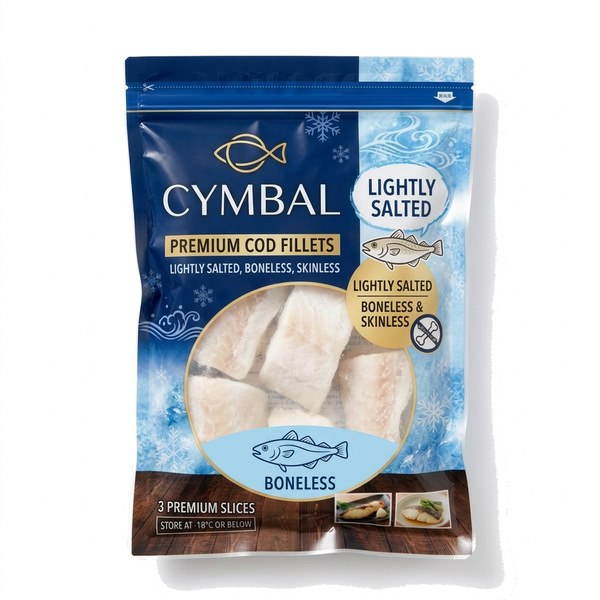 CYMBAL
PREMIUM COD FILLETS
LIGHTLY SALTED, BONELESS, SKINLESS
LIGHTLY
SALTED
LIGHTLY SALTED
BONELESS &
SKINLESS
BONELESS
3 PREMIUM SLICES
STORE AT -18°C OR BELOW